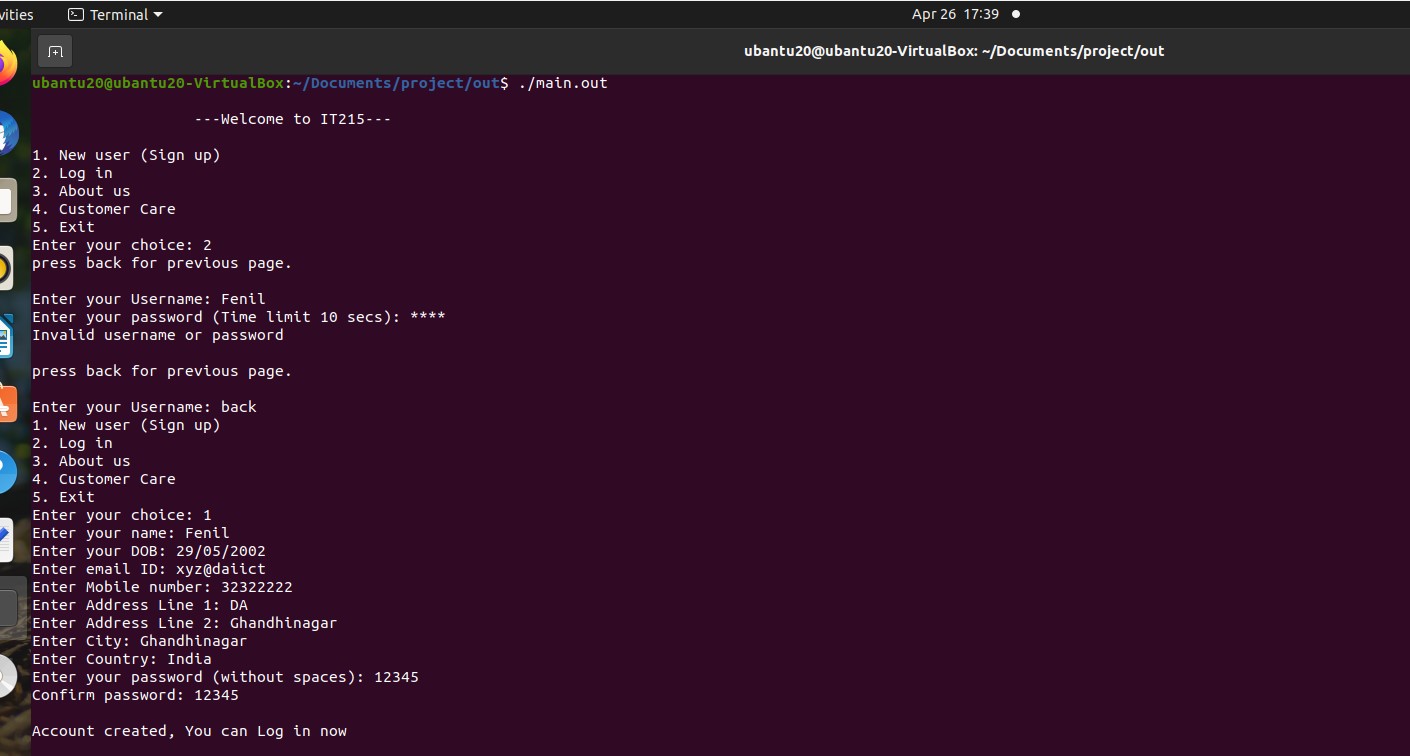 vities Terminal Apr 26 17:39
ubantu20@ubantu20-VirtualBox: ~/Documents/project/out
ubantu20@ubantu20-VirtualBox:~/Documents/project/out$ ./main.out
---Welcome to IT215---
1. New user (Sign up)
2. Log in
3. About us
4. Customer Care
5. Exit
Enter your choice: 2
press back for previous page.
Enter your Username: Fenil
Enter your password (Time limit 10 secs): ****
Invalid username or password
press back for previous page.
Enter your Username: back
1. New user (Sign up)
2. Log in
3. About us
4. Customer Care
5. Exit
Enter your choice: 1
Enter your name: Fenil
Enter your DOB: 29/05/2002
Enter email ID: xyz@daiict
Enter Mobile number: 32322222
Enter Address Line 1: DA
Enter Address Line 2: Ghandhinagar
Enter City: Ghandhinagar
Enter Country: India
Enter your password (without spaces): 12345
Confirm password: 12345
Account created, You can Log in now